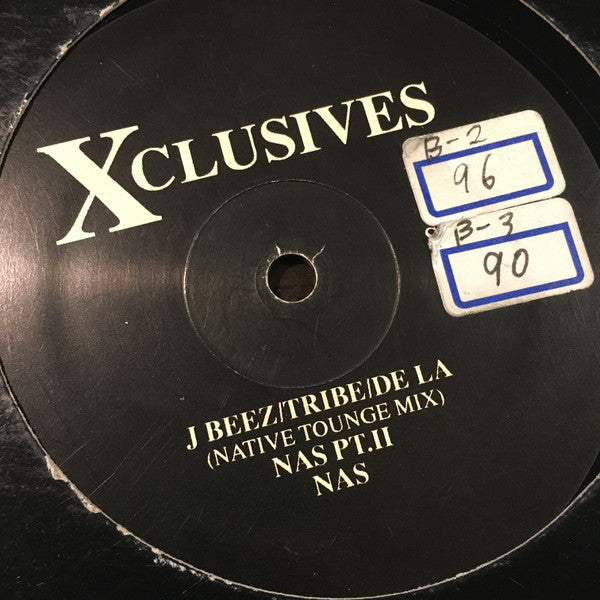 XCLUSIVES
B-2
96
B-3
90
J BEEZ/TRIBE/DE LA
(NATIVE TOUNGE MIX)
NAS PT.II
NAS